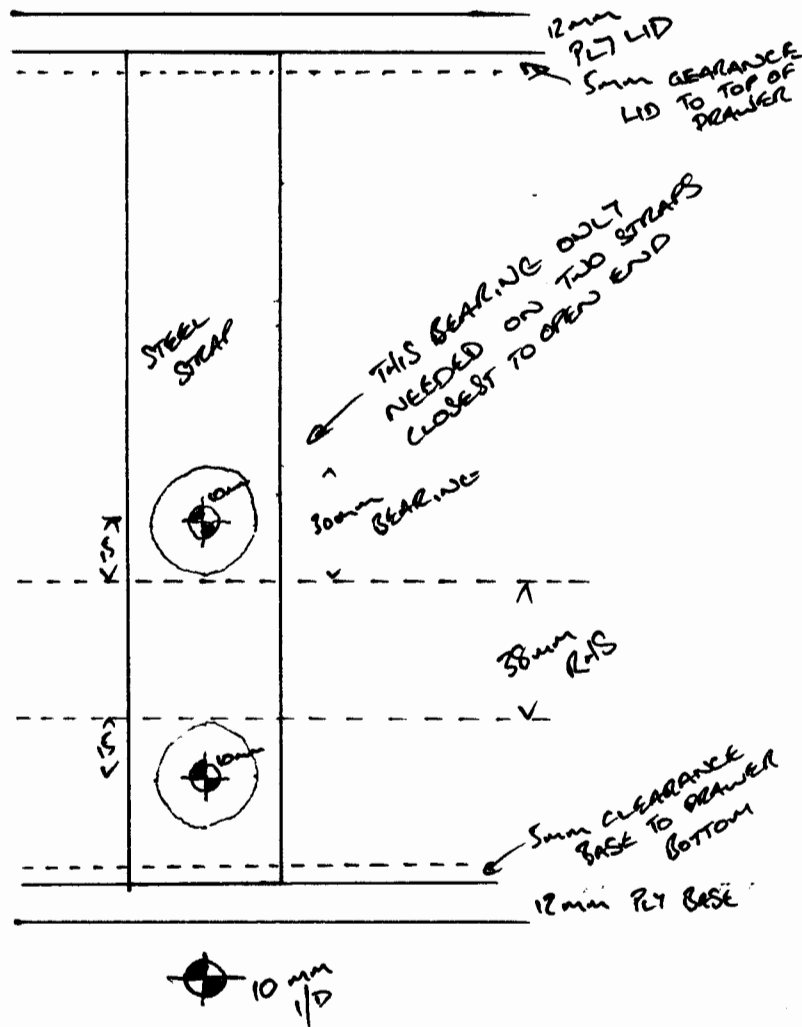 12mm
PLY LID
5mm CLEARANCE
LID TO TOP OF
DRAWER
STEEL
STRAP
THIS BEARING ONLY
NEEDED ON TWO STRAPS
CLOSEST TO OPEN END
10mm
30mm
BEARING
15
38mm
RHS
15
10mm
5mm CLEARANCE
BASE TO DRAWER
BOTTOM
12mm PLY BASE
10 mm
I/D